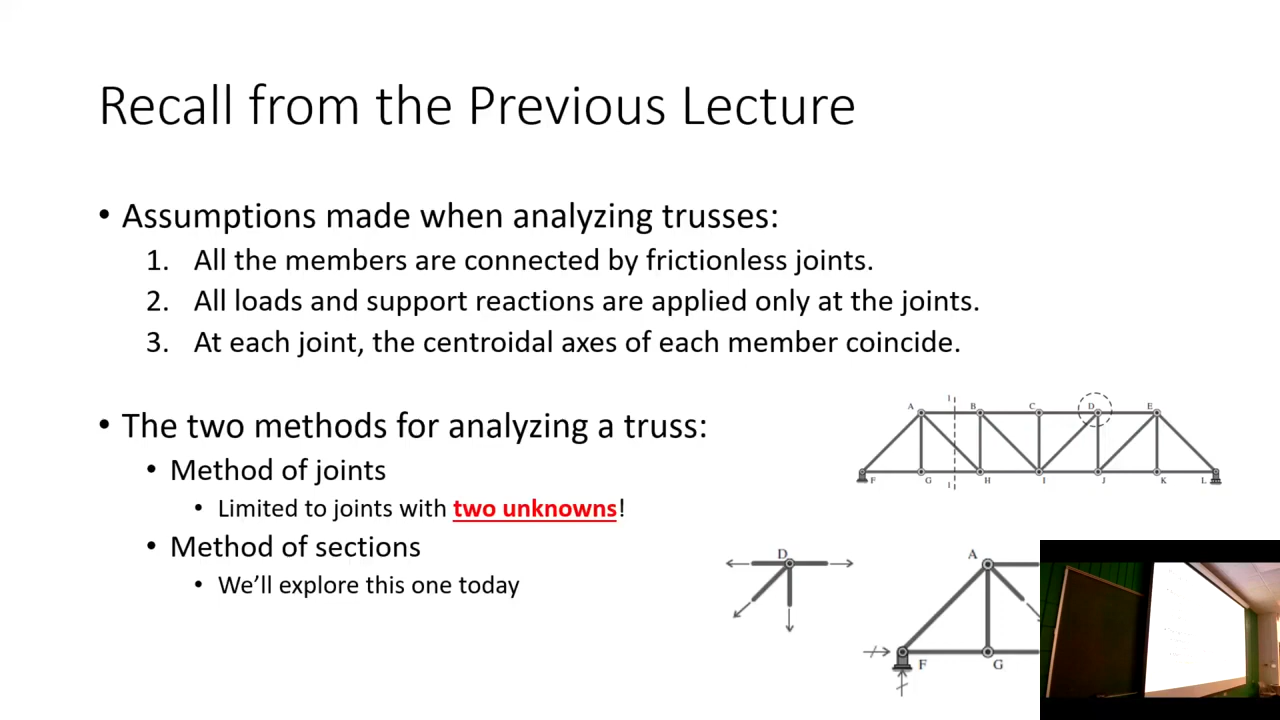 Recall from the Previous Lecture
• Assumptions made when analyzing trusses:
1. All the members are connected by frictionless joints.
2. All loads and support reactions are applied only at the joints.
3. At each joint, the centroidal axes of each member coincide.
• The two methods for analyzing a truss:
• Method of joints
• Limited to joints with two unknowns!
• Method of sections
• We'll explore this one today
1
A B C D E
F G H I J K L
1
D
A
F G